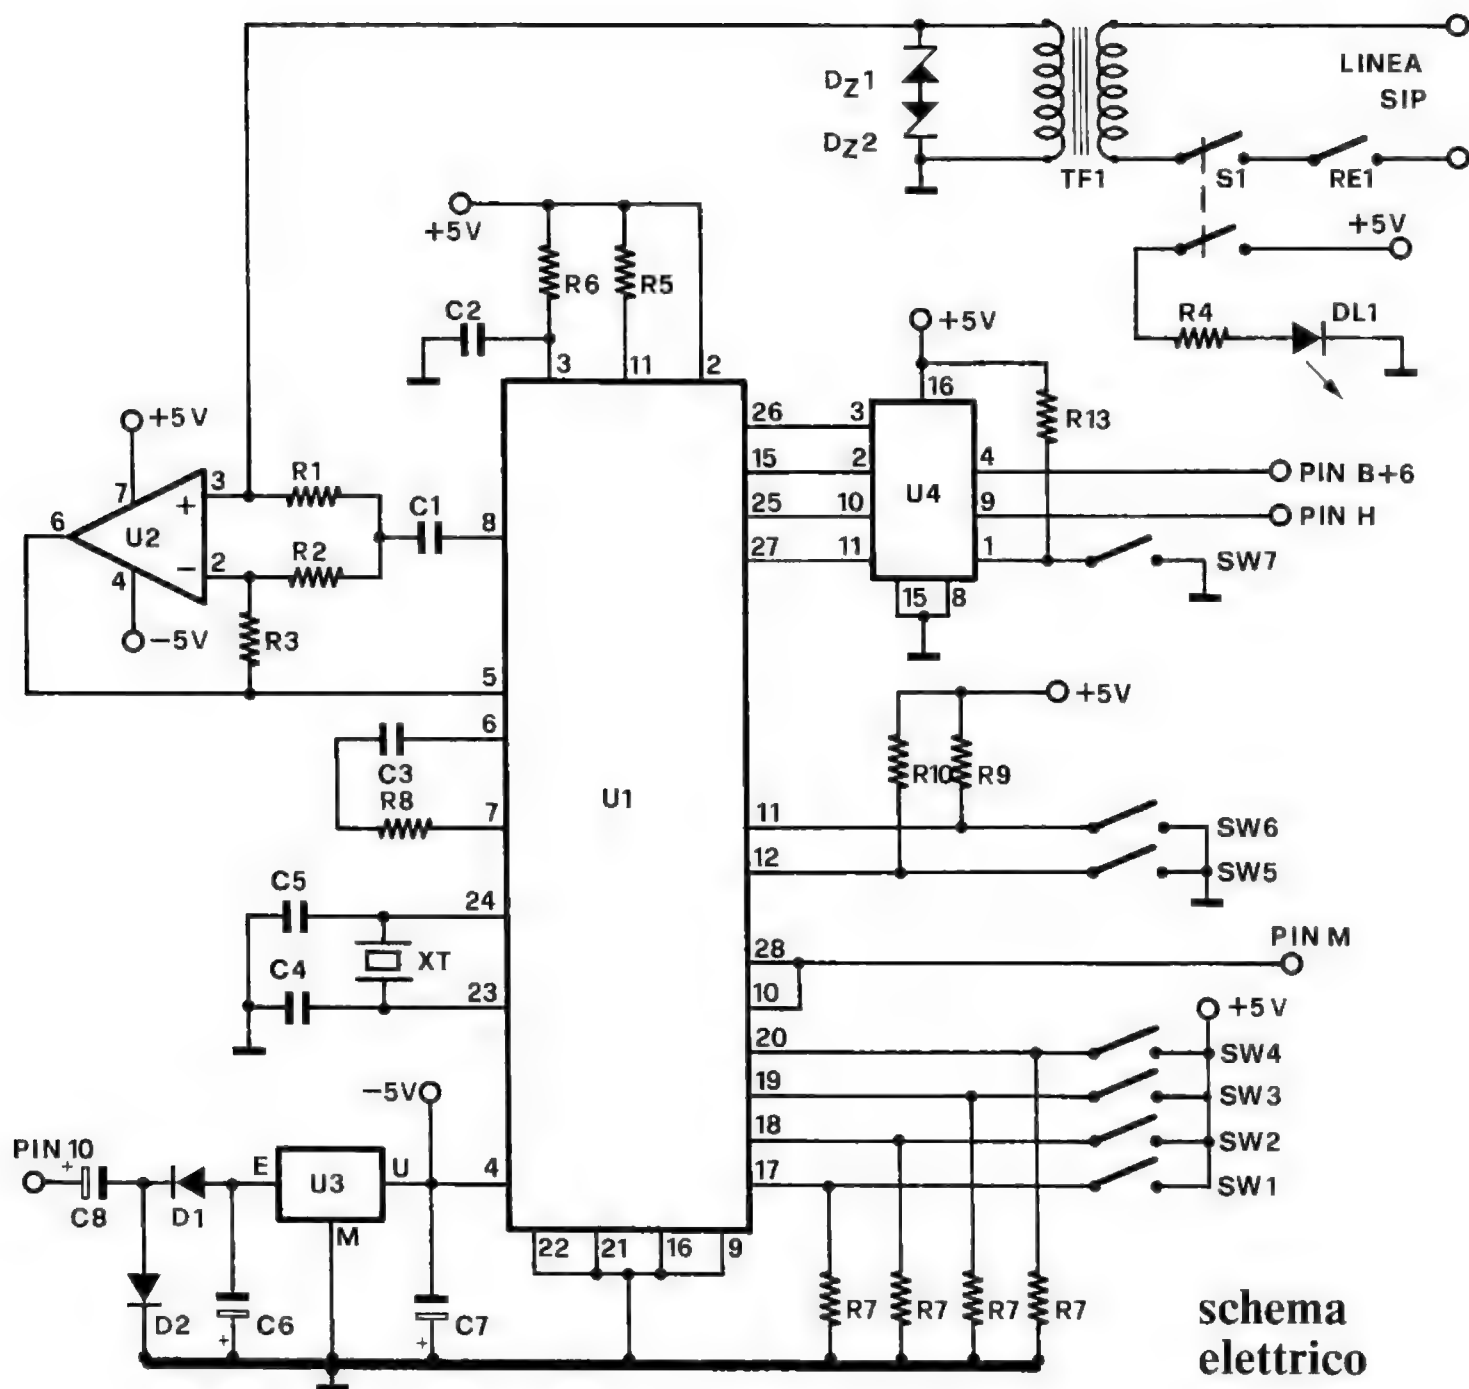 LINEA
SIP
DZ1
DZ2
TF1
S1
RE1
+5V
+5V
R6
R5
C2
R4
DL1
+5V
3
11
2
16
R13
+5V
26
3
15
2
4
PIN B+6
U4
25
10
9
PIN H
27
11
1
SW7
15
8
7
3
R1
+
U2
6
C1
8
R2
-
2
4
-5V
R3
5
+5V
6
C3
R10
R9
R8
7
U1
11
SW6
12
SW5
C5
24
XT
C4
23
28
PIN M
10
+5V
20
SW4
19
SW3
18
SW2
17
SW1
-5V
PIN 10
+
C8
D1
E
U3
U
M
4
22
21
16
9
D2
C6
+
C7
+
R7
R7
R7
R7
schema
elettrico